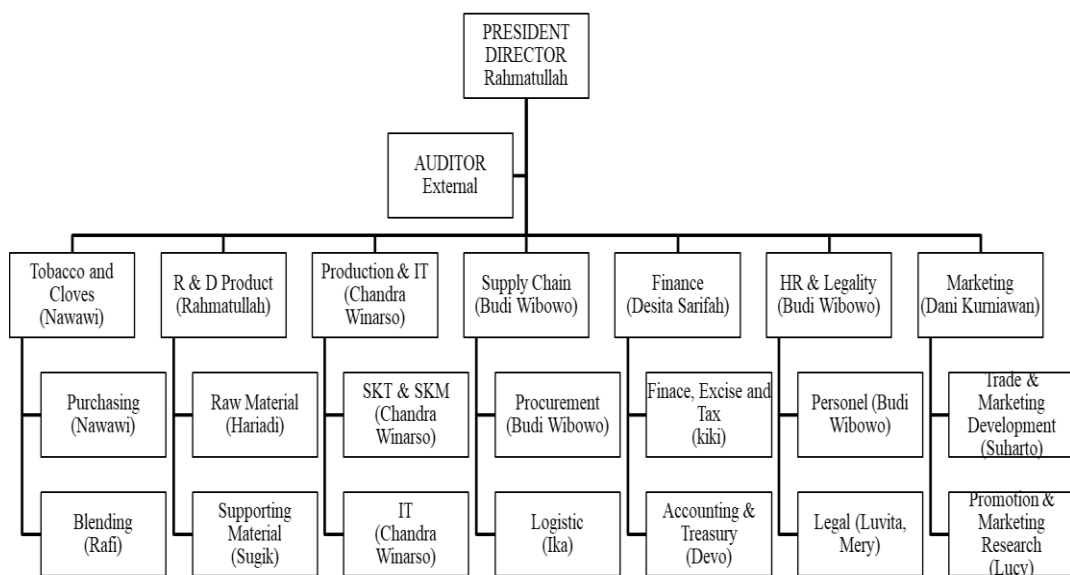 PRESIDENT
DIRECTOR
Rahmatullah
AUDITOR
External
Tobacco and
Cloves
(Nawawi)
R & D Product
(Rahmatullah)
Production & IT
(Chandra
Winarso)
Supply Chain
(Budi Wibowo)
Finance
(Desita Sarifah)
HR & Legality
(Budi Wibowo)
Marketing
(Dani Kurniawan)
Purchasing
(Nawawi)
Raw Material
(Hariadi)
SKT & SKM
(Chandra
Winarso)
Procurement
(Budi Wibowo)
Finace, Excise and
Tax
(kiki)
Personel (Budi
Wibowo)
Trade &
Marketing
Development
(Suharto)
Blending
(Rafi)
Supporting
Material
(Sugik)
IT
(Chandra
Winarso)
Logistic
(Ika)
Accounting &
Treasury
(Devo)
Legal (Luvita,
Mery)
Promotion &
Marketing
Research
(Lucy)